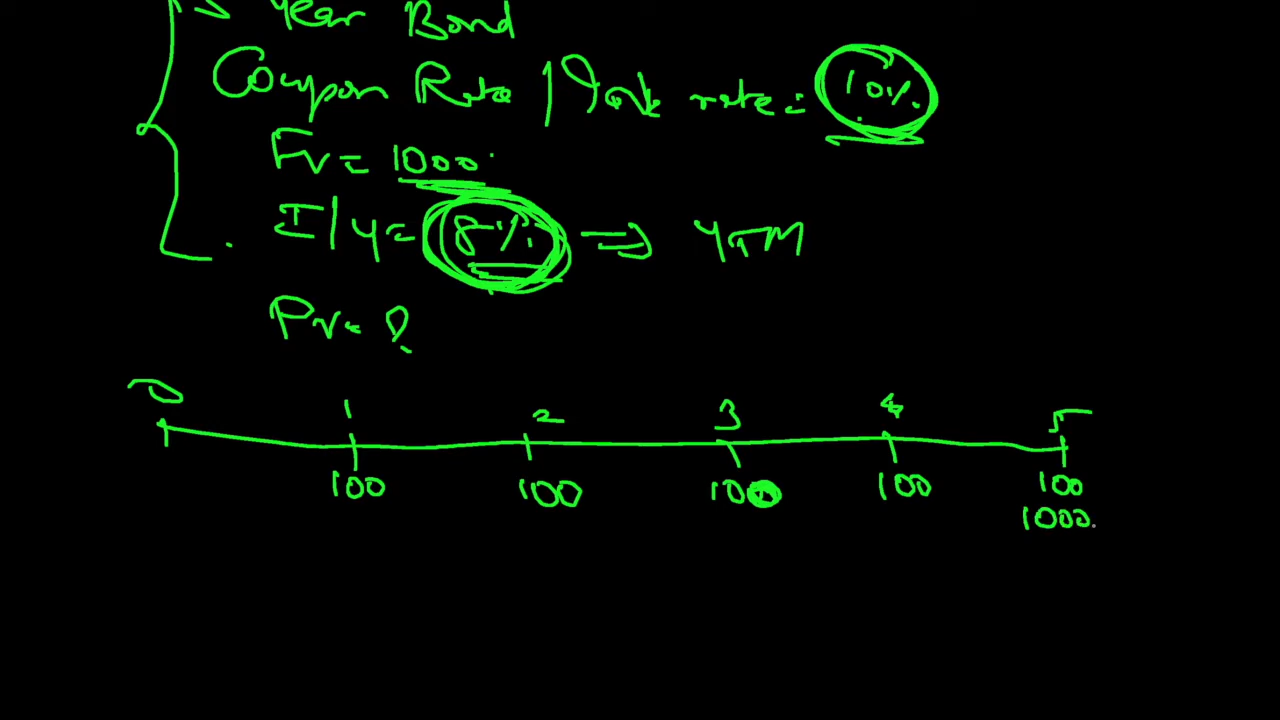 Year Bond
Coupon Rate | rate = 10%.
FV = 1000
I/Y = 8% ⇒ YTM
PV = ?
0 1 2 3 4 5
100 100 100 100 100
1000